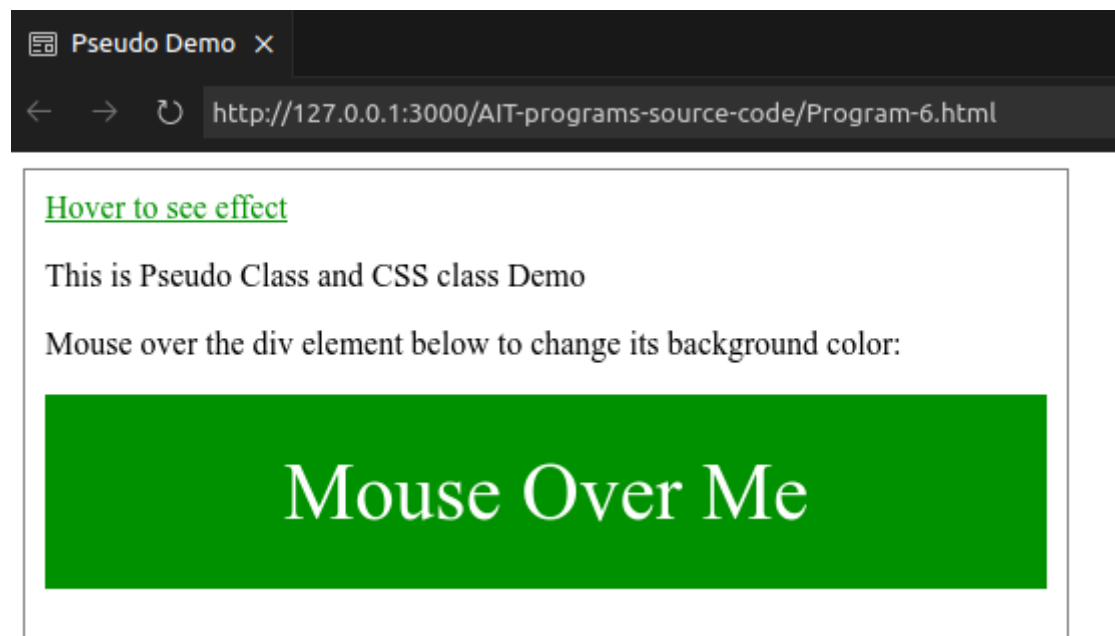 Pseudo Demo
http://127.0.0.1:3000/AIT-programs-source-code/Program-6.html
Hover to see effect
This is Pseudo Class and CSS class Demo
Mouse over the div element below to change its background color:
Mouse Over Me